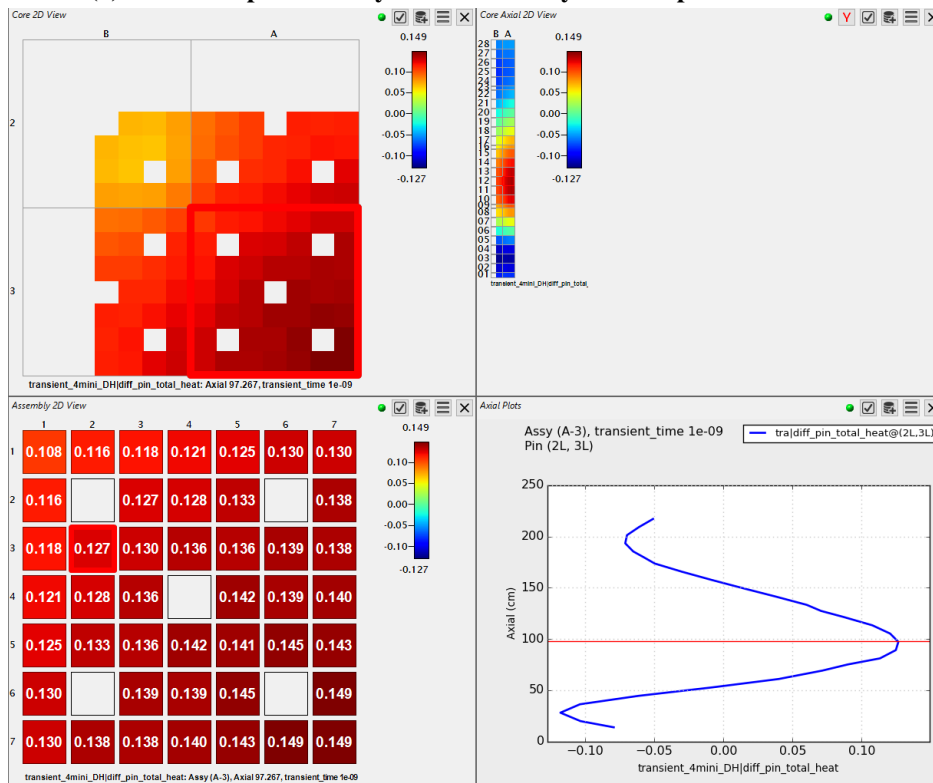 Core 2D View
B A
2
3
0.149
0.10
0.05
0.00
-0.05
-0.10
-0.127
transient_4mini_DH|diff_pin_total_heat: Axial 97.267, transient_time 1e-09
Core Axial 2D View
Y
B A
28
27
26
25
24
23
22
21
20
19
18
17
16
15
14
13
12
11
10
09
08
07
06
05
04
03
02
01
0.149
0.10
0.05
0.00
-0.05
-0.10
-0.127
transient_4mini_DH|diff_pin_total_
Assembly 2D View
1 2 3 4 5 6 7
1 0.108 0.116 0.118 0.121 0.125 0.130 0.130
2 0.116 0.127 0.128 0.133 0.138
3 0.118 0.127 0.130 0.136 0.136 0.139 0.138
4 0.121 0.128 0.136 0.142 0.139 0.140
5 0.125 0.133 0.136 0.142 0.141 0.145 0.143
6 0.130 0.139 0.139 0.145 0.149
7 0.130 0.138 0.138 0.140 0.143 0.149 0.149
0.149
0.10
0.05
0.00
-0.05
-0.10
-0.127
transient_4mini_DH|diff_pin_total_heat: Assy (A-3), Axial 97.267, transient_time 1e-09
Axial Plots
Assy (A-3), transient_time 1e-09
Pin (2L, 3L)
tra|diff_pin_total_heat@(2L,3L)
250
200
150
100
50
0
Axial (cm)
−0.10 −0.05 0.00 0.05 0.10
transient_4mini_DH|diff_pin_total_heat